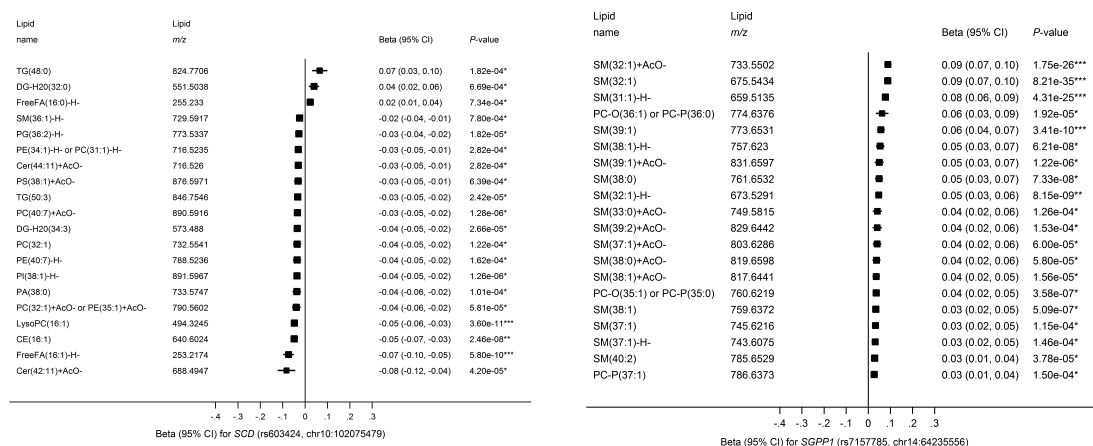 Lipid Lipid
name m/z Beta (95% CI) P-value
TG(48:0) 824.7706 0.07 (0.03, 0.10) 1.82e-04*
DG-H20(32:0) 551.5038 0.04 (0.02, 0.06) 6.69e-04*
FreeFA(16:0)-H- 255.233 0.02 (0.01, 0.04) 7.34e-04*
SM(36:1)-H- 729.5917 -0.02 (-0.04, -0.01) 7.80e-04*
PG(36:2)-H- 773.5337 -0.03 (-0.04, -0.02) 1.82e-05*
PE(34:1)-H- or PC(31:1)-H- 716.5235 -0.03 (-0.05, -0.01) 2.82e-04*
Cer(44:11)+AcO- 716.526 -0.03 (-0.05, -0.01) 2.82e-04*
PS(38:1)+AcO- 876.5971 -0.03 (-0.05, -0.01) 6.39e-04*
TG(50:3) 846.7546 -0.03 (-0.05, -0.02) 2.42e-05*
PC(40:7)+AcO- 890.5916 -0.03 (-0.05, -0.02) 1.28e-06*
DG-H20(34:3) 573.488 -0.04 (-0.05, -0.02) 2.66e-05*
PC(32:1) 732.5541 -0.04 (-0.05, -0.02) 1.22e-04*
PE(40:7)-H- 788.5236 -0.04 (-0.05, -0.02) 1.62e-04*
PI(38:1)-H- 891.5967 -0.04 (-0.05, -0.02) 1.26e-06*
PA(38:0) 733.5747 -0.04 (-0.06, -0.02) 1.01e-04*
PC(32:1)+AcO- or PE(35:1)+AcO- 790.5602 -0.04 (-0.06, -0.02) 5.81e-05*
LysoPC(16:1) 494.3245 -0.05 (-0.06, -0.03) 3.60e-11***
CE(16:1) 640.6024 -0.05 (-0.07, -0.03) 2.46e-08**
FreeFA(16:1)-H- 253.2174 -0.07 (-0.10, -0.05) 5.80e-10***
Cer(42:11)+AcO- 688.4947 -0.08 (-0.12, -0.04) 4.20e-05*
-.4 -.3 -.2 -.1 0 .1 .2 .3
Beta (95% CI) for SCD (rs603424, chr10:102075479)
Lipid Lipid
name m/z Beta (95% CI) P-value
SM(32:1)+AcO- 733.5502 0.09 (0.07, 0.10) 1.75e-26***
SM(32:1) 675.5434 0.09 (0.07, 0.10) 8.21e-35***
SM(31:1)-H- 659.5135 0.08 (0.06, 0.09) 4.31e-25***
PC-O(36:1) or PC-P(36:0) 774.6376 0.06 (0.03, 0.09) 1.92e-05*
SM(39:1) 773.6531 0.06 (0.04, 0.07) 3.41e-10***
SM(38:1)-H- 757.623 0.05 (0.03, 0.07) 6.21e-08*
SM(39:1)+AcO- 831.6597 0.05 (0.03, 0.07) 1.22e-06*
SM(38:0) 761.6532 0.05 (0.03, 0.07) 7.33e-08*
SM(32:1)-H- 673.5291 0.05 (0.03, 0.06) 8.15e-09**
SM(33:0)+AcO- 749.5815 0.04 (0.02, 0.06) 1.26e-04*
SM(39:2)+AcO- 829.6442 0.04 (0.02, 0.06) 1.53e-04*
SM(37:1)+AcO- 803.6286 0.04 (0.02, 0.06) 6.00e-05*
SM(38:0)+AcO- 819.6598 0.04 (0.02, 0.06) 5.80e-05*
SM(38:1)+AcO- 817.6441 0.04 (0.02, 0.05) 1.56e-05*
PC-O(35:1) or PC-P(35:0) 760.6219 0.04 (0.02, 0.05) 3.58e-07*
SM(38:1) 759.6372 0.03 (0.02, 0.05) 5.09e-07*
SM(37:1) 745.6216 0.03 (0.02, 0.05) 1.15e-04*
SM(37:1)-H- 743.6075 0.03 (0.02, 0.05) 1.46e-04*
SM(40:2) 785.6529 0.03 (0.01, 0.04) 3.78e-05*
PC-P(37:1) 786.6373 0.03 (0.01, 0.04) 1.50e-04*
-.4 -.3 -.2 -.1 0 .1 .2 .3
Beta (95% CI) for SGPP1 (rs7157785, chr14:64235556)